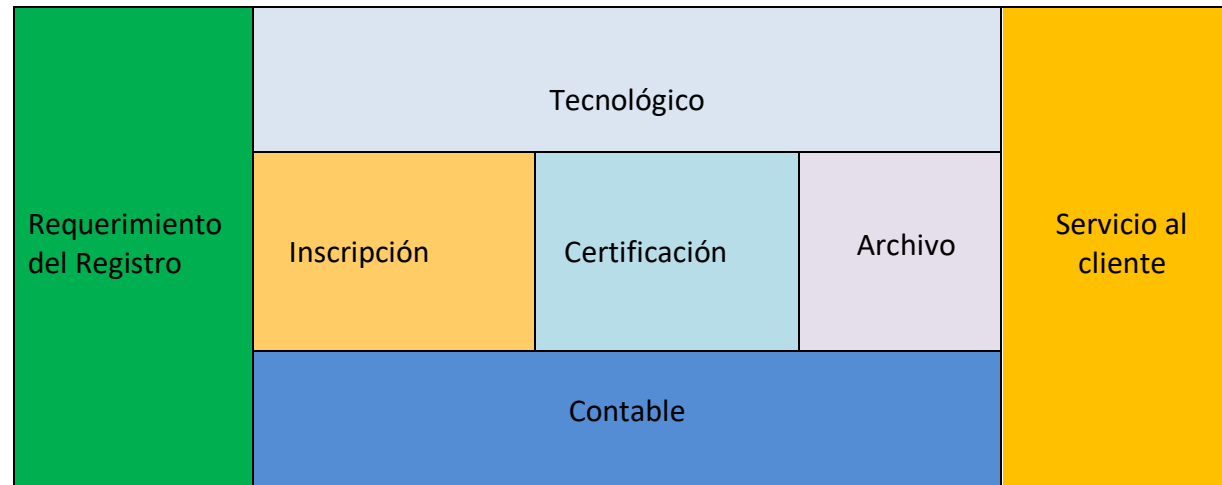 Tecnológico
Requerimiento
del Registro
Inscripción
Certificación
Archivo
Servicio al
cliente
Contable